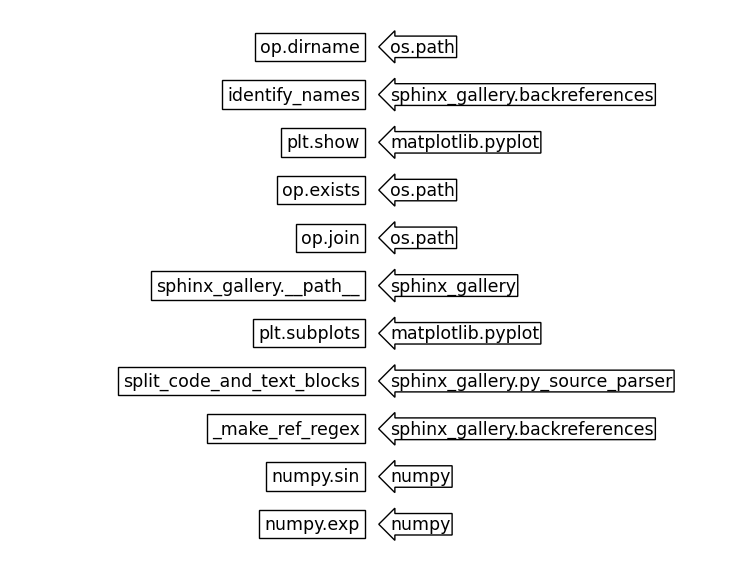 op.dirname os.path
identify_names sphinx_gallery.backreferences
plt.show matplotlib.pyplot
op.exists os.path
op.join os.path
sphinx_gallery.__path__ sphinx_gallery
plt.subplots matplotlib.pyplot
split_code_and_text_blocks sphinx_gallery.py_source_parser
_make_ref_regex sphinx_gallery.backreferences
numpy.sin numpy
numpy.exp numpy